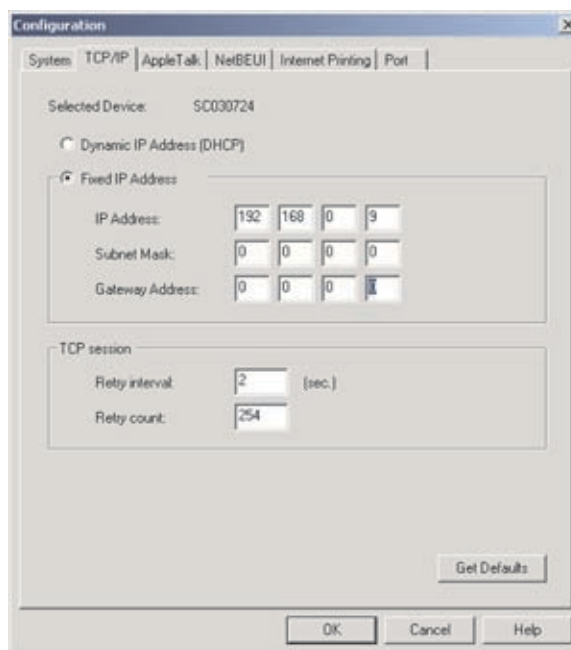 Configuration
System TCP/IP AppleTalk NetBEUI Internet Printing Port
Selected Device: SC030724
Dynamic IP Address (DHCP)
Fixed IP Address
IP Address: 192 168 0 9
Subnet Mask: 0 0 0 0
Gateway Address: 0 0 0 0
TCP session
Retry interval: 2 (sec.)
Retry count: 254
Get Defaults
OK Cancel Help